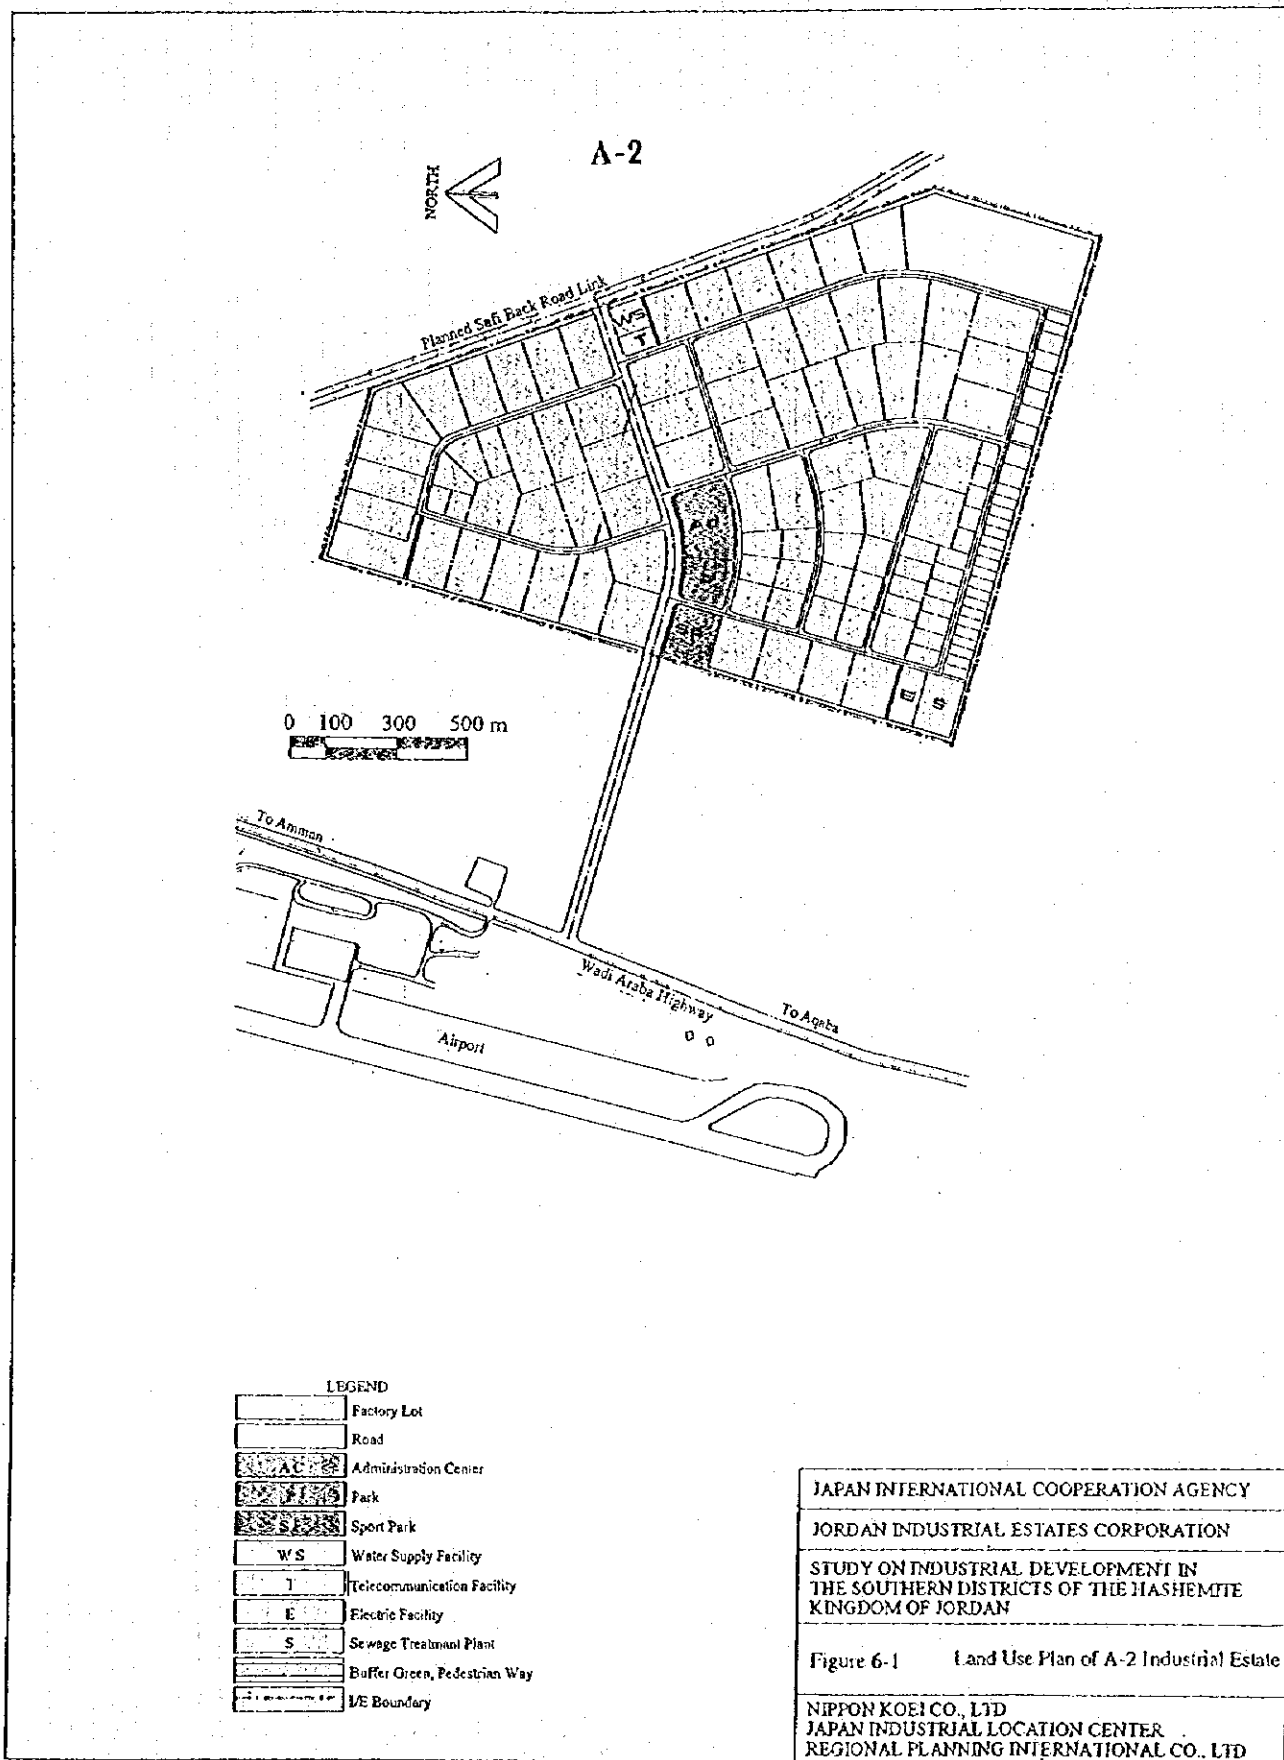 A-2
NORTH
Planned Safi Back Road Link
WS
T
AC
SP
E
S
0 100 300 500 m
To Amman
Wadi Araba Highway
To Aqaba
Airport
LEGEND
Factory Lot
Road
AC Administration Center
Park
Sport Park
WS Water Supply Facility
T Telecommunication Facility
E Electric Facility
S Sewage Treatmant Plant
Buffer Green, Pedestrian Way
I/E Boundary
JAPAN INTERNATIONAL COOPERATION AGENCY
JORDAN INDUSTRIAL ESTATES CORPORATION
STUDY ON INDUSTRIAL DEVELOPMENT IN
THE SOUTHERN DISTRICTS OF THE HASHEMITE
KINGDOM OF JORDAN
Figure 6-1 Land Use Plan of A-2 Industrial Estate
NIPPON KOEI CO., LTD
JAPAN INDUSTRIAL LOCATION CENTER
REGIONAL PLANNING INTERNATIONAL CO., LTD